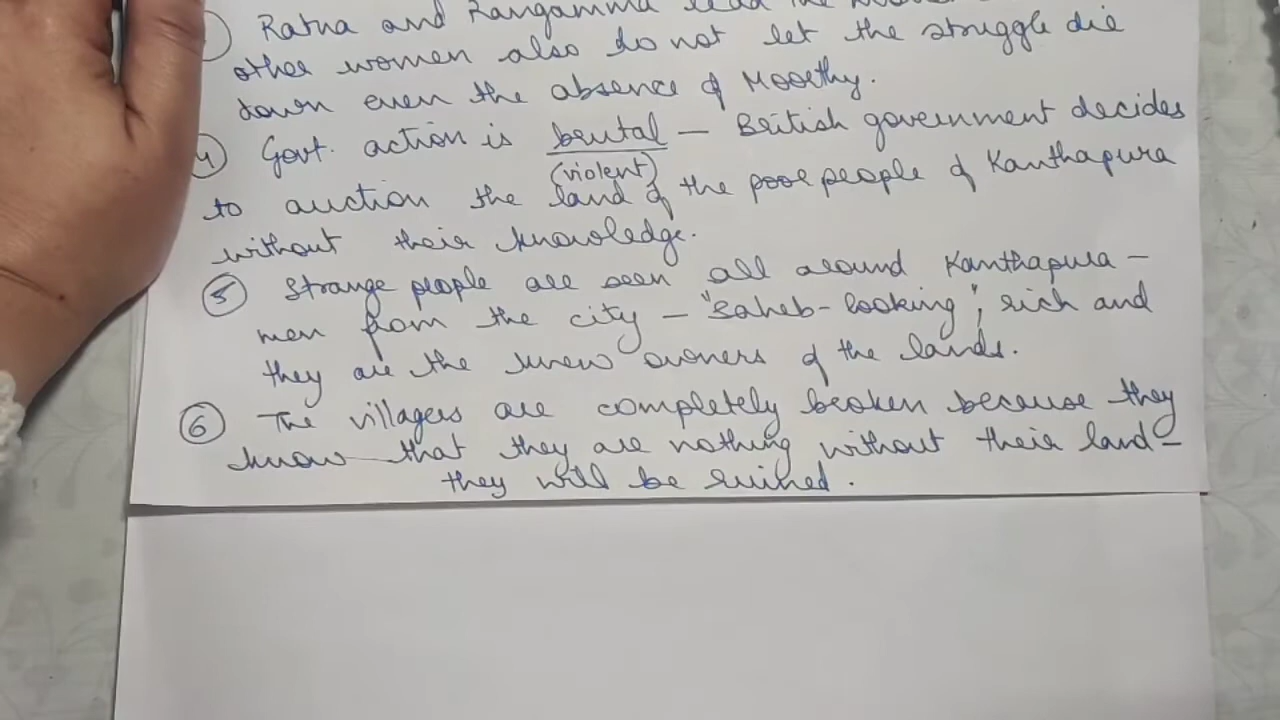 Ratna and Rangamma lead the
other women also do not let the struggle die
down even the absence of Moorthy.
4 Govt. action is brutal — British government decides
(violent)
to auction the land of the poor people of Kanthapura
without their knowledge.
5 Strange people are seen all around Kanthapura –
men from the city – "Saheb-looking", rich and
they are the new owners of the lands.
6 The villagers are completely broken because they
know that they are nothing without their land –
they will be ruined.